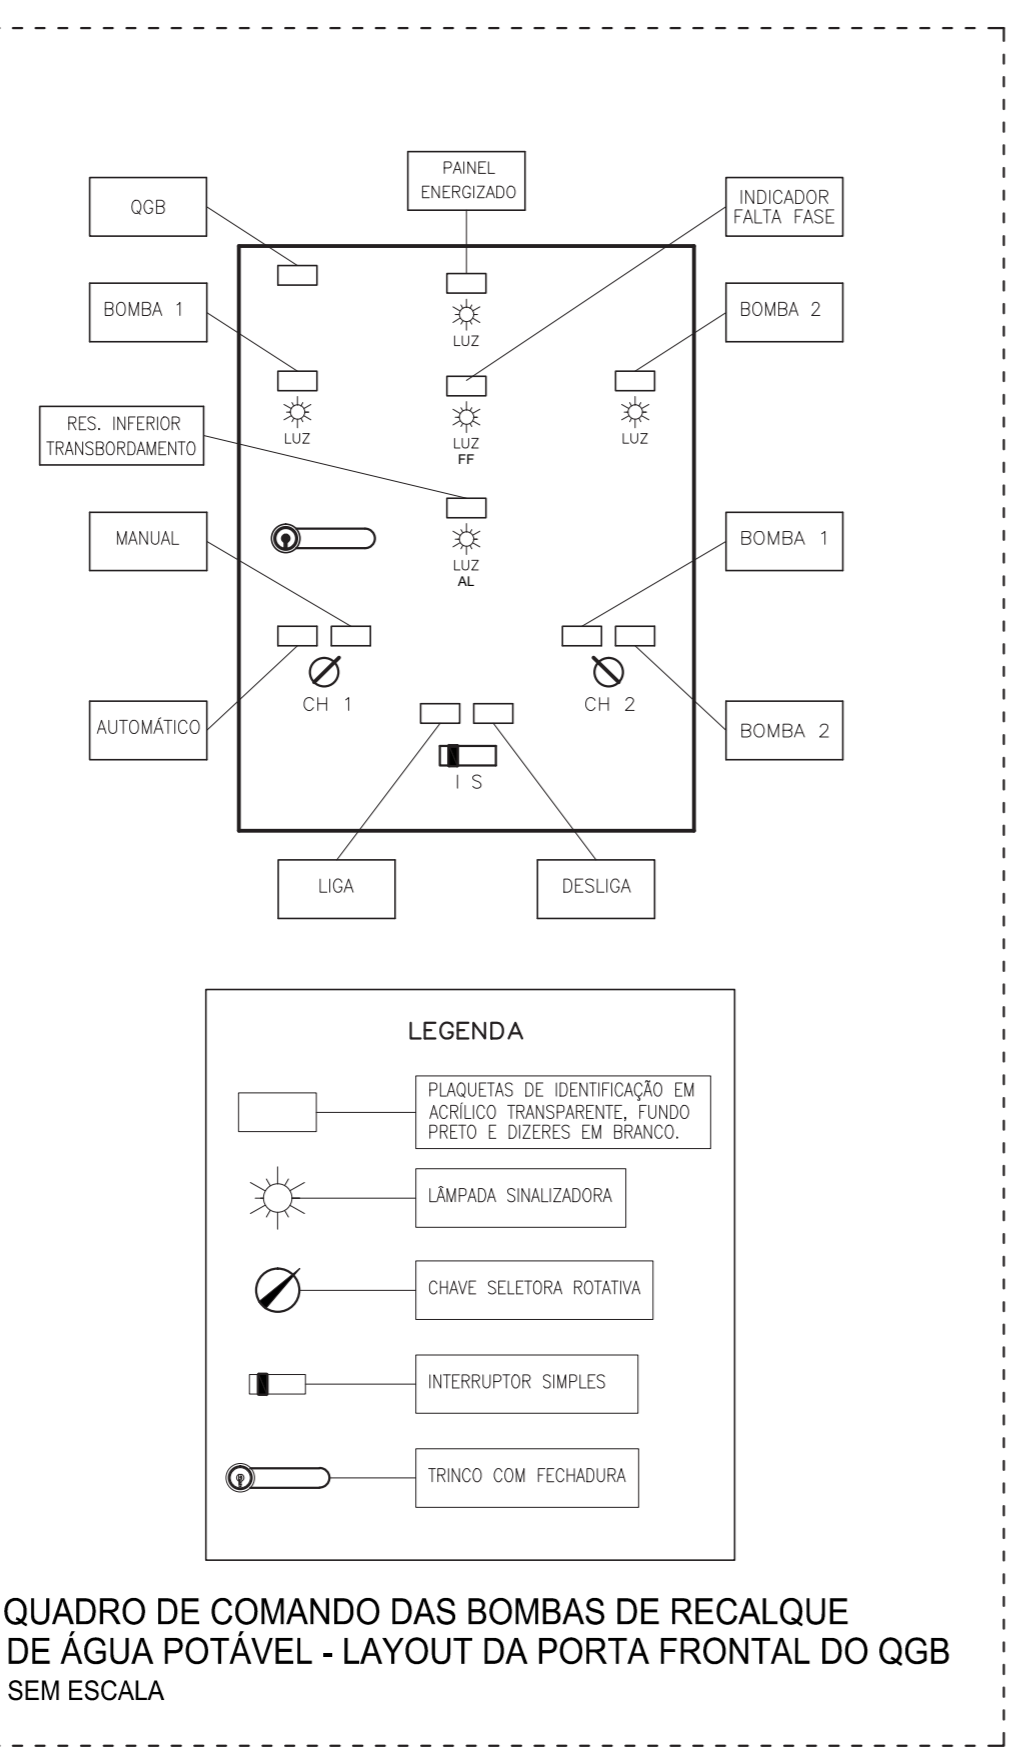 PAINEL
ENERGIZADO
QGB
INDICADOR
FALTA FASE
BOMBA 1
BOMBA 2
LUZ
LUZ
LUZ
FF
LUZ
RES. INFERIOR
TRANSBORDAMENTO
MANUAL
BOMBA 1
LUZ
AL
AUTOMÁTICO
CH 1
CH 2
BOMBA 2
I S
LIGA
DESLIGA
LEGENDA
PLAQUETAS DE IDENTIFICAÇÃO EM
ACRÍLICO TRANSPARENTE, FUNDO
PRETO E DIZERES EM BRANCO.
LÂMPADA SINALIZADORA
CHAVE SELETORA ROTATIVA
INTERRUPTOR SIMPLES
TRINCO COM FECHADURA
QUADRO DE COMANDO DAS BOMBAS DE RECALQUE
DE ÁGUA POTÁVEL - LAYOUT DA PORTA FRONTAL DO QGB
SEM ESCALA